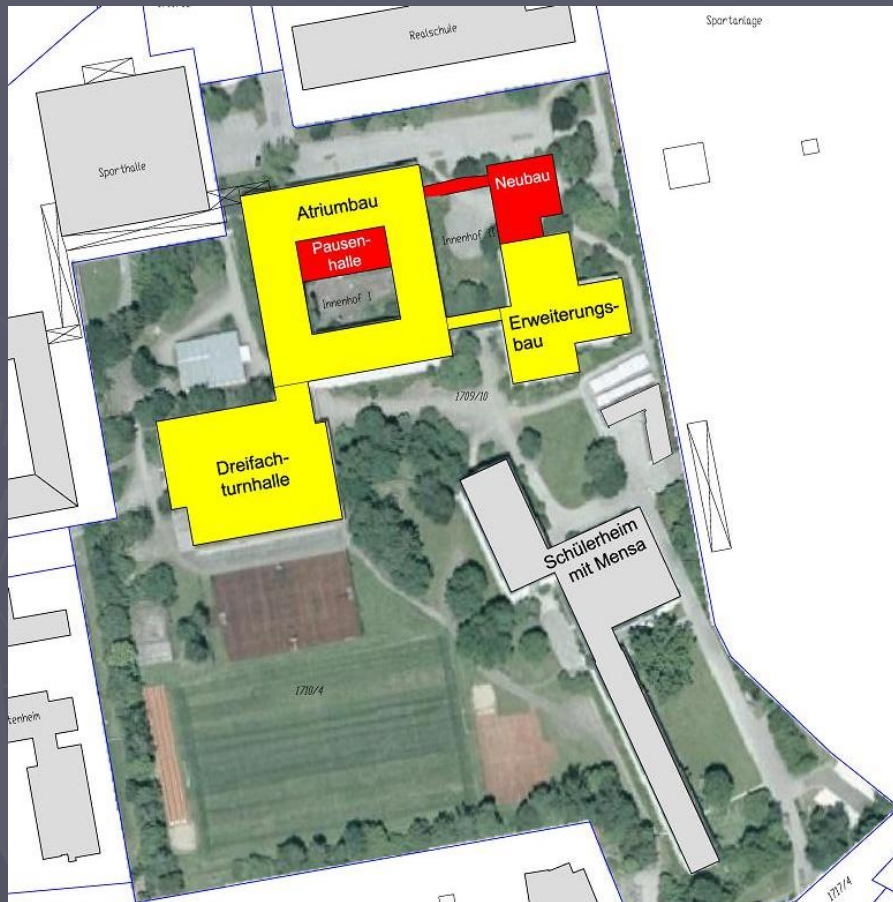 Realschule
Sportanlage
Sporthalle
Neubau
Atriumbau
Pausen-
halle
Innenhof II
Innenhof I
Erweiterungs-
bau
1709/10
Dreifach-
turnhalle
Schülerheim
mit Mensa
1710/4
tenheim
1717/4